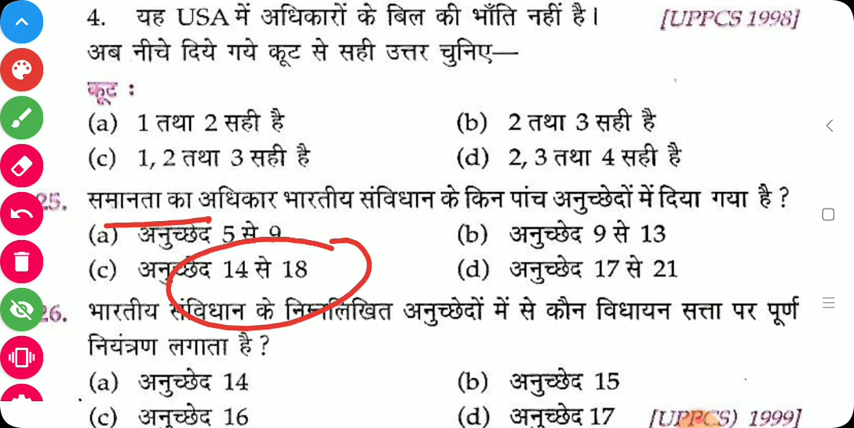 4. यह USA में अधिकारों के बिल की भाँति नहीं है। [UPPCS 1998]
अब नीचे दिये गये कूट से सही उत्तर चुनिए—
कूट :
(a) 1 तथा 2 सही है (b) 2 तथा 3 सही है
(c) 1, 2 तथा 3 सही है (d) 2, 3 तथा 4 सही है
25. समानता का अधिकार भारतीय संविधान के किन पांच अनुच्छेदों में दिया गया है ?
(a) अनुच्छेद 5 से 9 (b) अनुच्छेद 9 से 13
(c) अनुच्छेद 14 से 18 (d) अनुच्छेद 17 से 21
26. भारतीय संविधान के निम्नलिखित अनुच्छेदों में से कौन विधायन सत्ता पर पूर्ण
नियंत्रण लगाता है ?
(a) अनुच्छेद 14 (b) अनुच्छेद 15
(c) अनुच्छेद 16 (d) अनुच्छेद 17 [UPPCS) 1999]